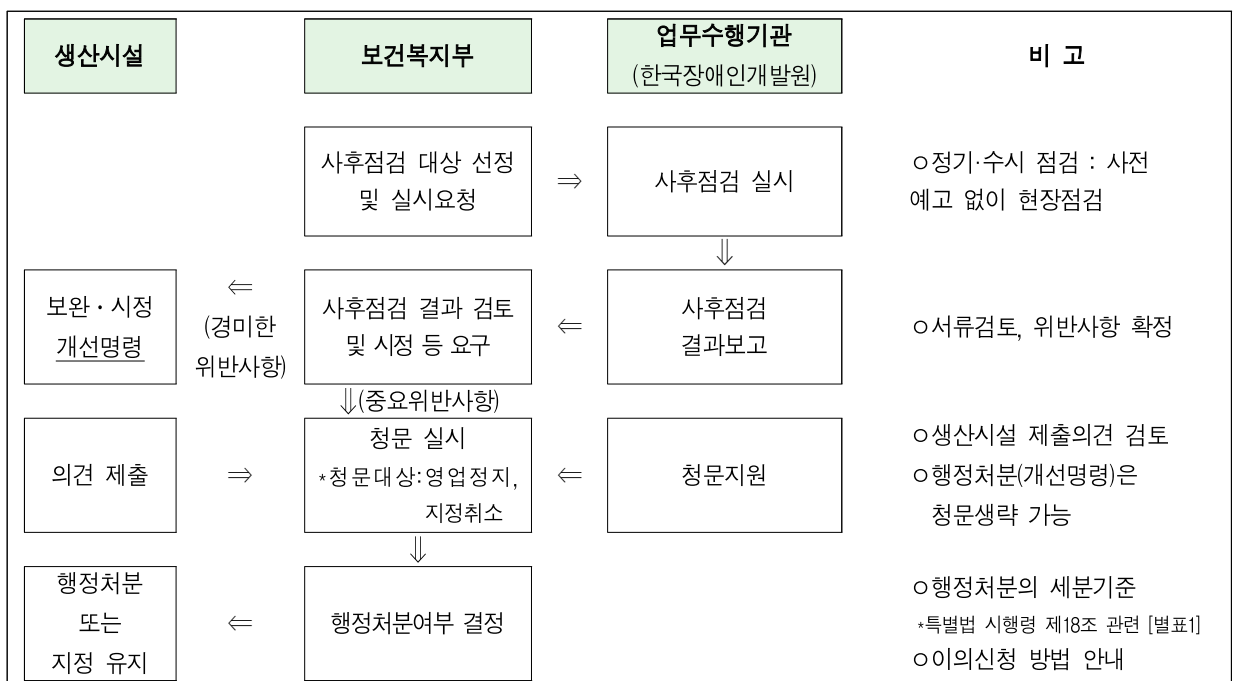 생산시설
보건복지부
업무수행기관
(한국장애인개발원)
비 고
사후점검 대상 선정
및 실시요청
⇒
사후점검 실시
ㅇ정기·수시 점검 : 사전
예고 없이 현장점검
⇓
보완·시정
개선명령
⇐
(경미한
위반사항)
사후점검 결과 검토
및 시정 등 요구
⇐
사후점검
결과보고
ㅇ서류검토, 위반사항 확정
⇓(중요위반사항)
의견 제출
⇒
청문 실시
*청문대상:영업정지,
지정취소
⇐
청문지원
ㅇ생산시설 제출의견 검토
ㅇ행정처분(개선명령)은
청문생략 가능
⇓
행정처분
또는
지정 유지
⇐
행정처분여부 결정
ㅇ행정처분의 세분기준
*특별법 시행령 제18조 관련 [별표1]
ㅇ이의신청 방법 안내